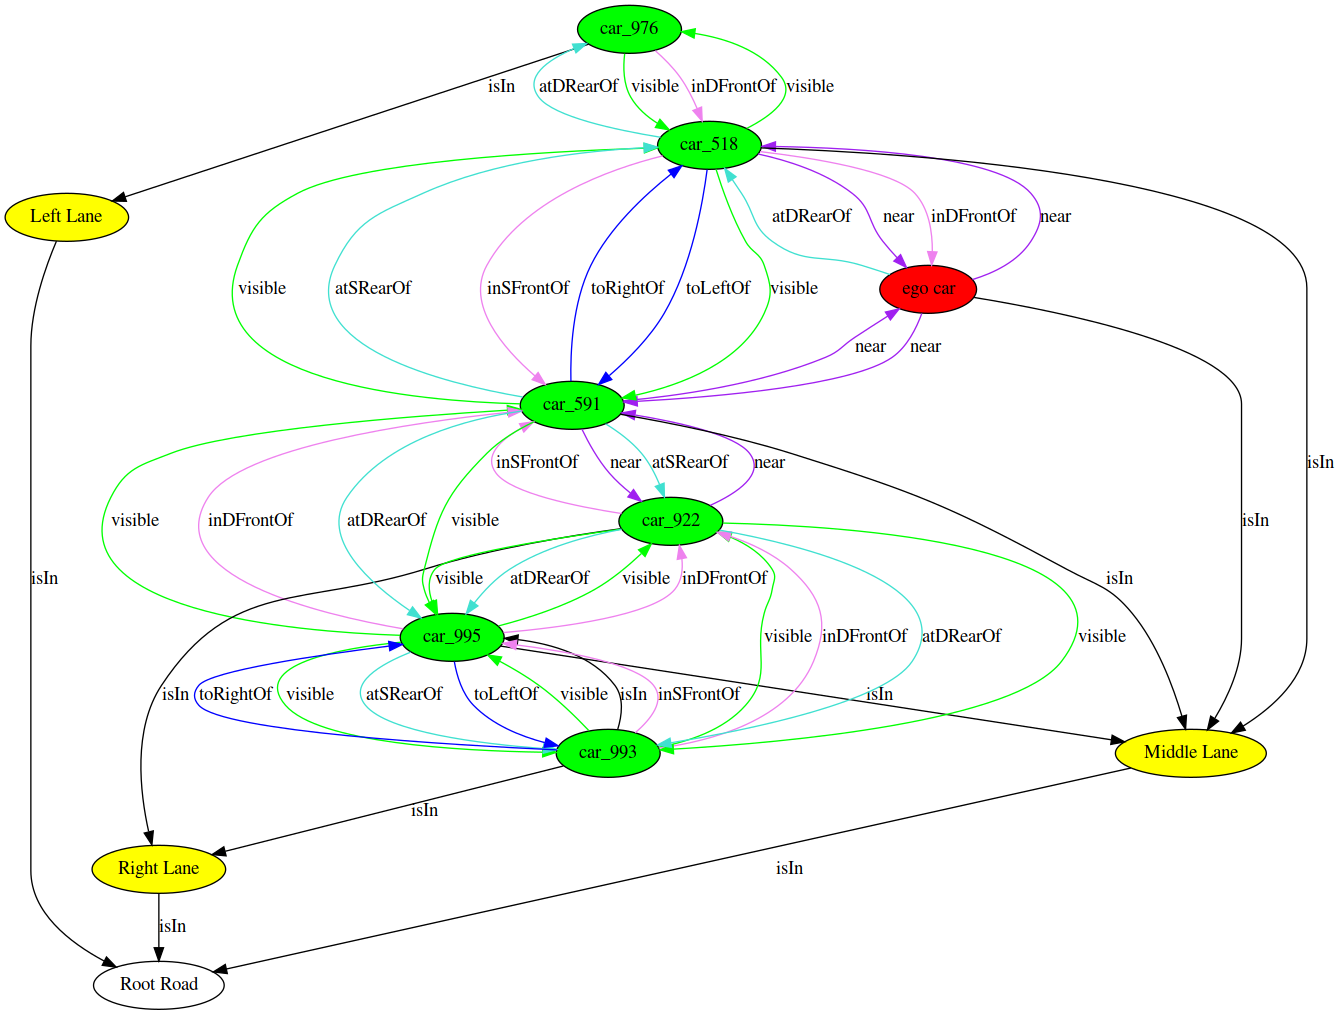 car_976
isIn
atDRearOf
visible
inDFrontOf
visible
car_518
Left Lane
atDRearOf
near
inDFrontOf
near
visible
atSRearOf
inSFrontOf
toRightOf
toLeftOf
visible
ego car
near
near
car_591
inSFrontOf
near
atSRearOf
near
isIn
visible
inDFrontOf
atDRearOf
visible
car_922
isIn
isIn
visible
atDRearOf
visible
inDFrontOf
isIn
car_995
visible
inDFrontOf
atDRearOf
visible
isIn
toRightOf
visible
atSRearOf
toLeftOf
visible
isIn
inSFrontOf
isIn
car_993
Middle Lane
isIn
Right Lane
isIn
isIn
Root Road